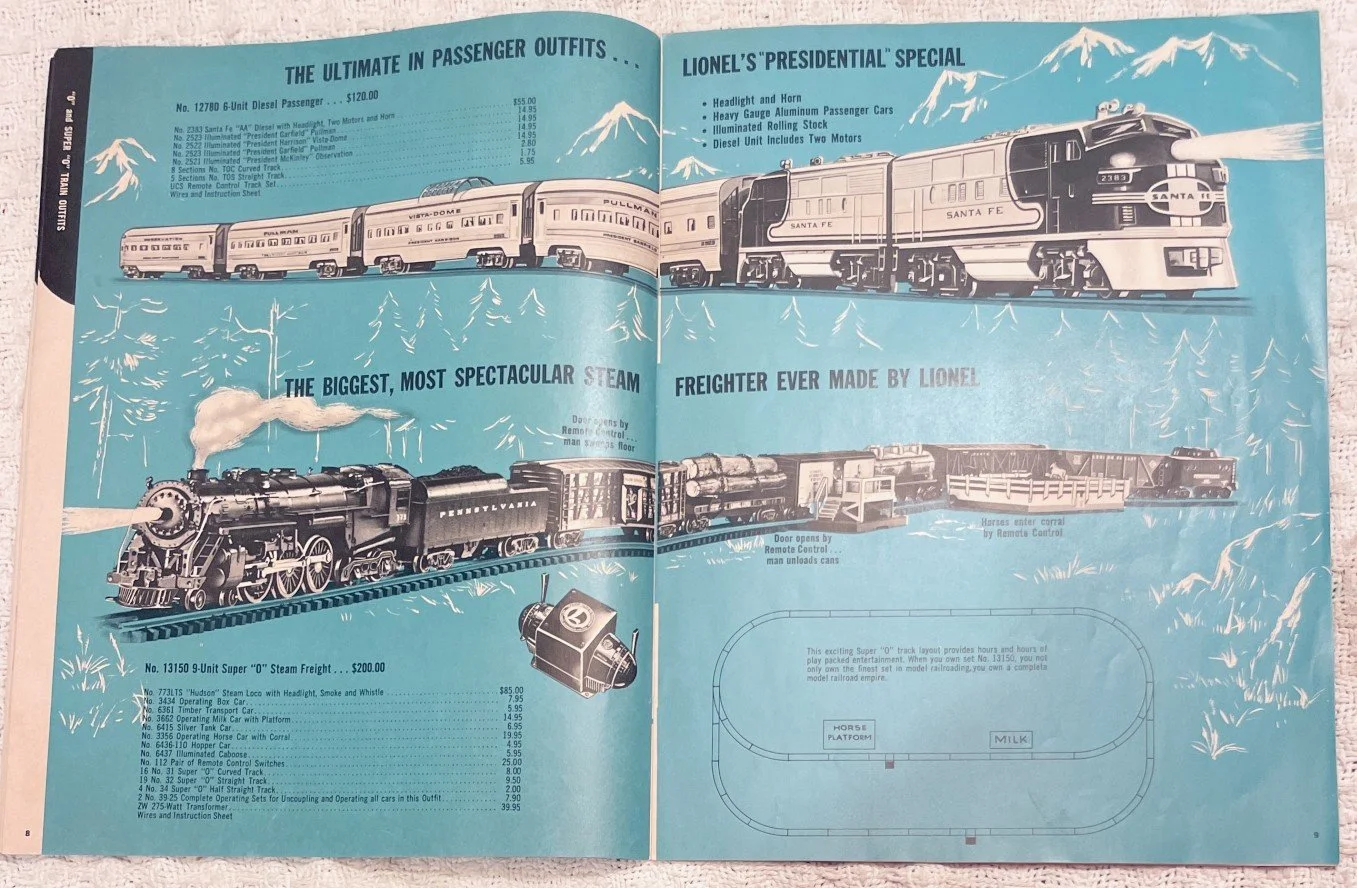 "O" and SUPER "O" TRAIN OUTFITS
THE ULTIMATE IN PASSENGER OUTFITS . . .
No. 12780 6-Unit Diesel Passenger . . . $120.00
No. 2383 Santa Fe "AA" Diesel with Headlight, Two Motors and Horn $55.00
No. 2523 Illuminated "President Garfield" Pullman 14.95
No. 2522 Illuminated "President Harrison" Vista-Dome 14.95
No. 2523 Illuminated "President Garfield" Pullman 14.95
No. 2521 Illuminated "President McKinley" Observation 14.95
8 Sections No. TOC Curved Track 2.80
5 Sections No. TOS Straight Track 1.75
UCS Remote Control Track Set 5.95
Wires and Instruction Sheet
OBSERVATION
PULLMAN
VISTA-DOME
PRESIDENT HARRISON
PULLMAN
PRESIDENT GARFIELD
LIONEL'S "PRESIDENTIAL" SPECIAL
• Headlight and Horn
• Heavy Gauge Aluminum Passenger Cars
• Illuminated Rolling Stock
• Diesel Unit Includes Two Motors
SANTA FE
SANTA FE
2383
SANTA FE
THE BIGGEST, MOST SPECTACULAR STEAM FREIGHTER EVER MADE BY LIONEL
Door opens by
Remote Control . . .
man sweeps floor
PENNSYLVANIA
Door opens by
Remote Control . . .
man unloads cans
Horses enter corral
by Remote Control
L
No. 13150 9-Unit Super "O" Steam Freight . . . $200.00
No. 773LTS "Hudson" Steam Loco with Headlight, Smoke and Whistle $85.00
No. 3434 Operating Box Car 7.95
No. 6361 Timber Transport Car 5.95
No. 3662 Operating Milk Car with Platform 14.95
No. 6415 Silver Tank Car 6.95
No. 3356 Operating Horse Car with Corral 19.95
No. 6436-110 Hopper Car 4.95
No. 6437 Illuminated Caboose 5.95
No. 112 Pair of Remote Control Switches 25.00
16 No. 31 Super "O" Curved Track 8.00
19 No. 32 Super "O" Straight Track 9.50
4 No. 34 Super "O" Half Straight Track 2.00
2 No. 39-25 Complete Operating Sets for Uncoupling and Operating all cars in this Outfit 7.90
ZW 275-Watt Transformer 39.95
Wires and Instruction Sheet
This exciting Super "O" track layout provides hours and hours of
play packed entertainment. When you own set No. 13150, you not
only own the finest set in model railroading, you own a complete
model railroad empire.
HORSE
PLATFORM
MILK
8
9